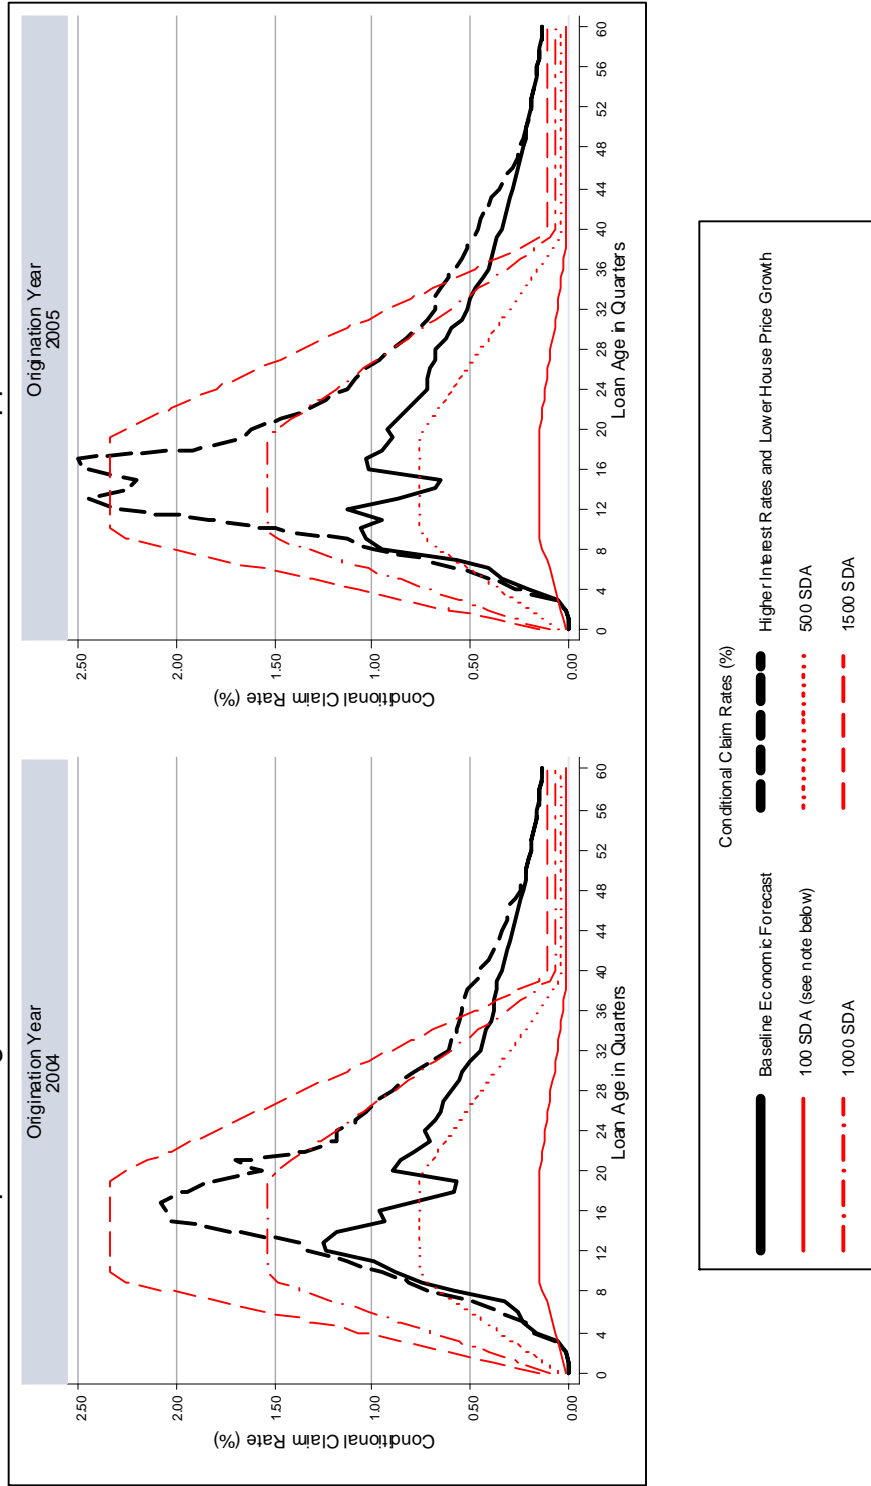 Origination Year
2004
Conditional Claim Rate (%)
2.50
2.00
1.50
1.00
0.50
0.00
0 4 8 12 16 20 24 28 32 36 40 44 48 52 56 60
Loan Age in Quarters
Origination Year
2005
Conditional Claim Rate (%)
2.50
2.00
1.50
1.00
0.50
0.00
0 4 8 12 16 20 24 28 32 36 40 44 48 52 56 60
Loan Age in Quarters
Conditional Claim Rates (%)
Baseline Economic Forecast
Higher Interest Rates and Lower House Price Growth
100 SDA (see note below)
500 SDA
1000 SDA
1500 SDA